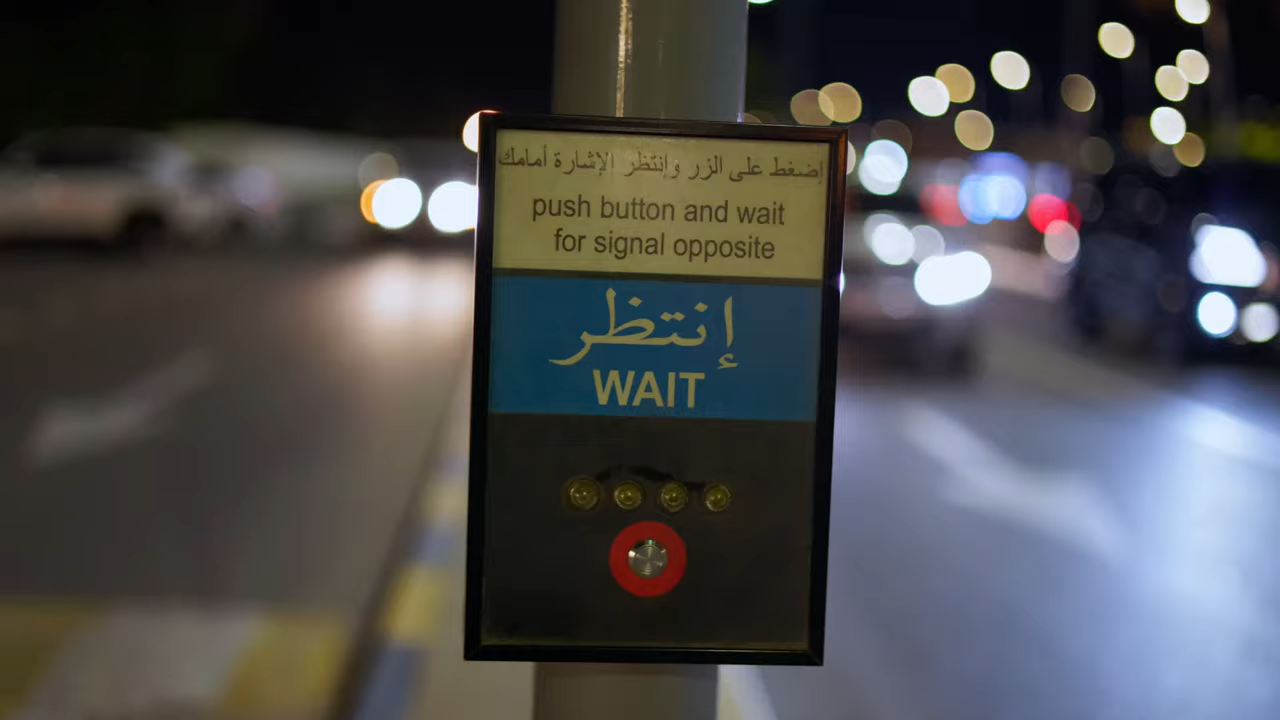 إضغط على الزر وإنتظر الإشارة أمامك
push button and wait
for signal opposite
إنتظر
WAIT